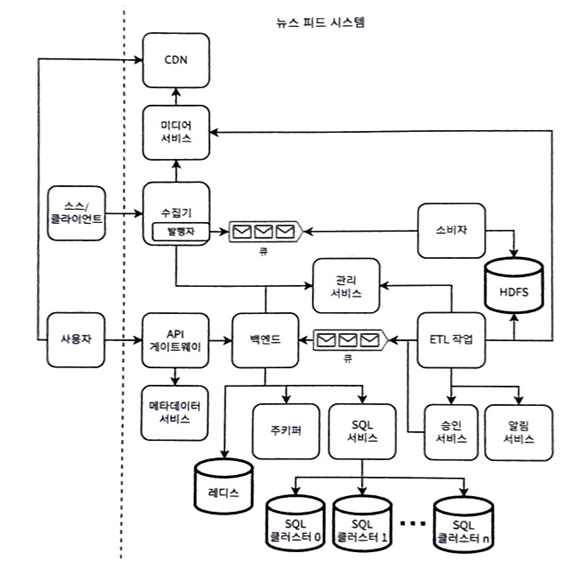 뉴스 피드 시스템
CDN
미디어
서비스
소스/
클라이언트
수집기
발행자
큐
소비자
HDFS
관리
서비스
사용자
API
게이트웨이
백엔드
큐
ETL 작업
메타데이터
서비스
주키퍼
SQL
서비스
승인
서비스
알림
서비스
레디스
SQL
클러스터 0
SQL
클러스터 1
SQL
클러스터 n